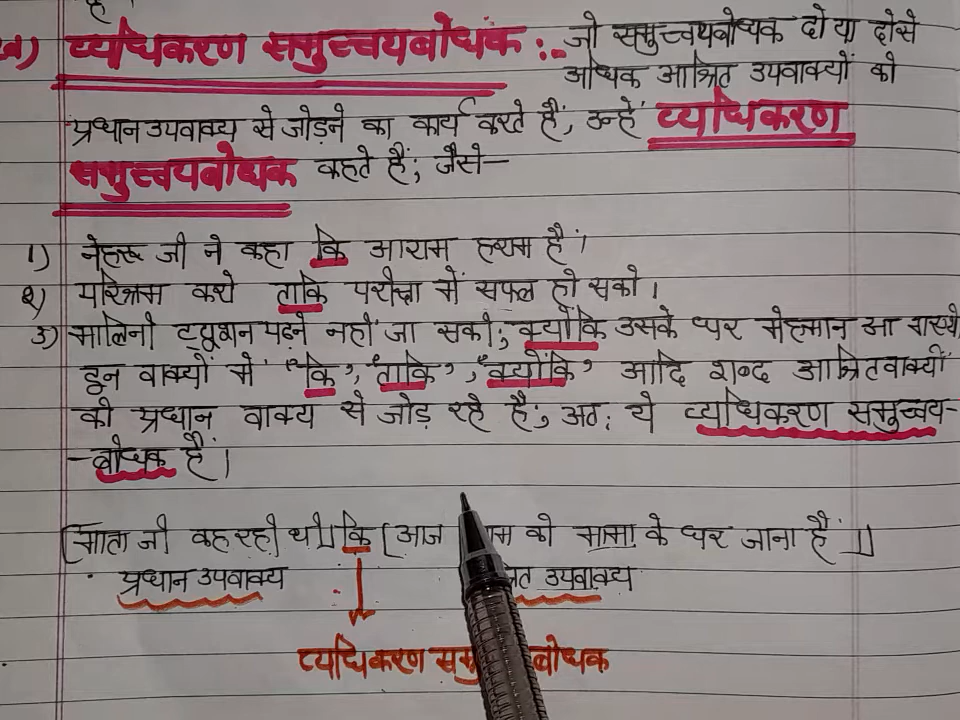 है।
ख) व्यधिकरण समुच्चयबोधक :- जो समुच्चयबोधक दो या दो से
अधिक आश्रित उपवाक्यों को
प्रधान उपवाक्य से जोड़ने का कार्य करते हैं, उन्हें व्यधिकरण
समुच्चयबोधक कहते हैं; जैसे—
1) नेहरू जी ने कहा कि आराम हराम है।
२) परिश्रम करो ताकि परीक्षा में सफल हो सको।
3) मालिनी ट्यूशन पढ़ने नहीं जा सकी; क्योंकि उसके घर मेहमान आ
इन वाक्यों में “कि”, “ताकि”, “क्योंकि” आदि शब्द आश्रितवाक्यों
को प्रधान वाक्य से जोड़ रहे है; अतः ये व्यधिकरण समुच्चय-
-बोधक हैं।
[माता जी कह रही थी] कि [आज को मामा के घर जाना है ।]
प्रधान उपवाक्य उपवाक्य
व्यधिकरण बोधक